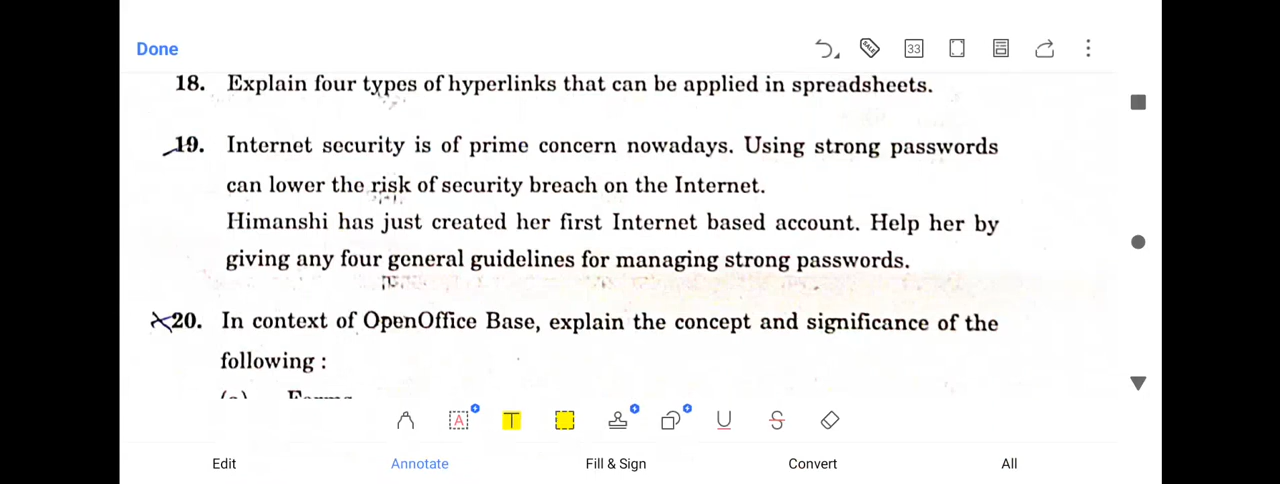 Done
33
18. Explain four types of hyperlinks that can be applied in spreadsheets.
19. Internet security is of prime concern nowadays. Using strong passwords
can lower the risk of security breach on the Internet.
Himanshi has just created her first Internet based account. Help her by
giving any four general guidelines for managing strong passwords.
20. In context of OpenOffice Base, explain the concept and significance of the
following :
A
T
U
S
Edit
Annotate
Fill & Sign
Convert
All